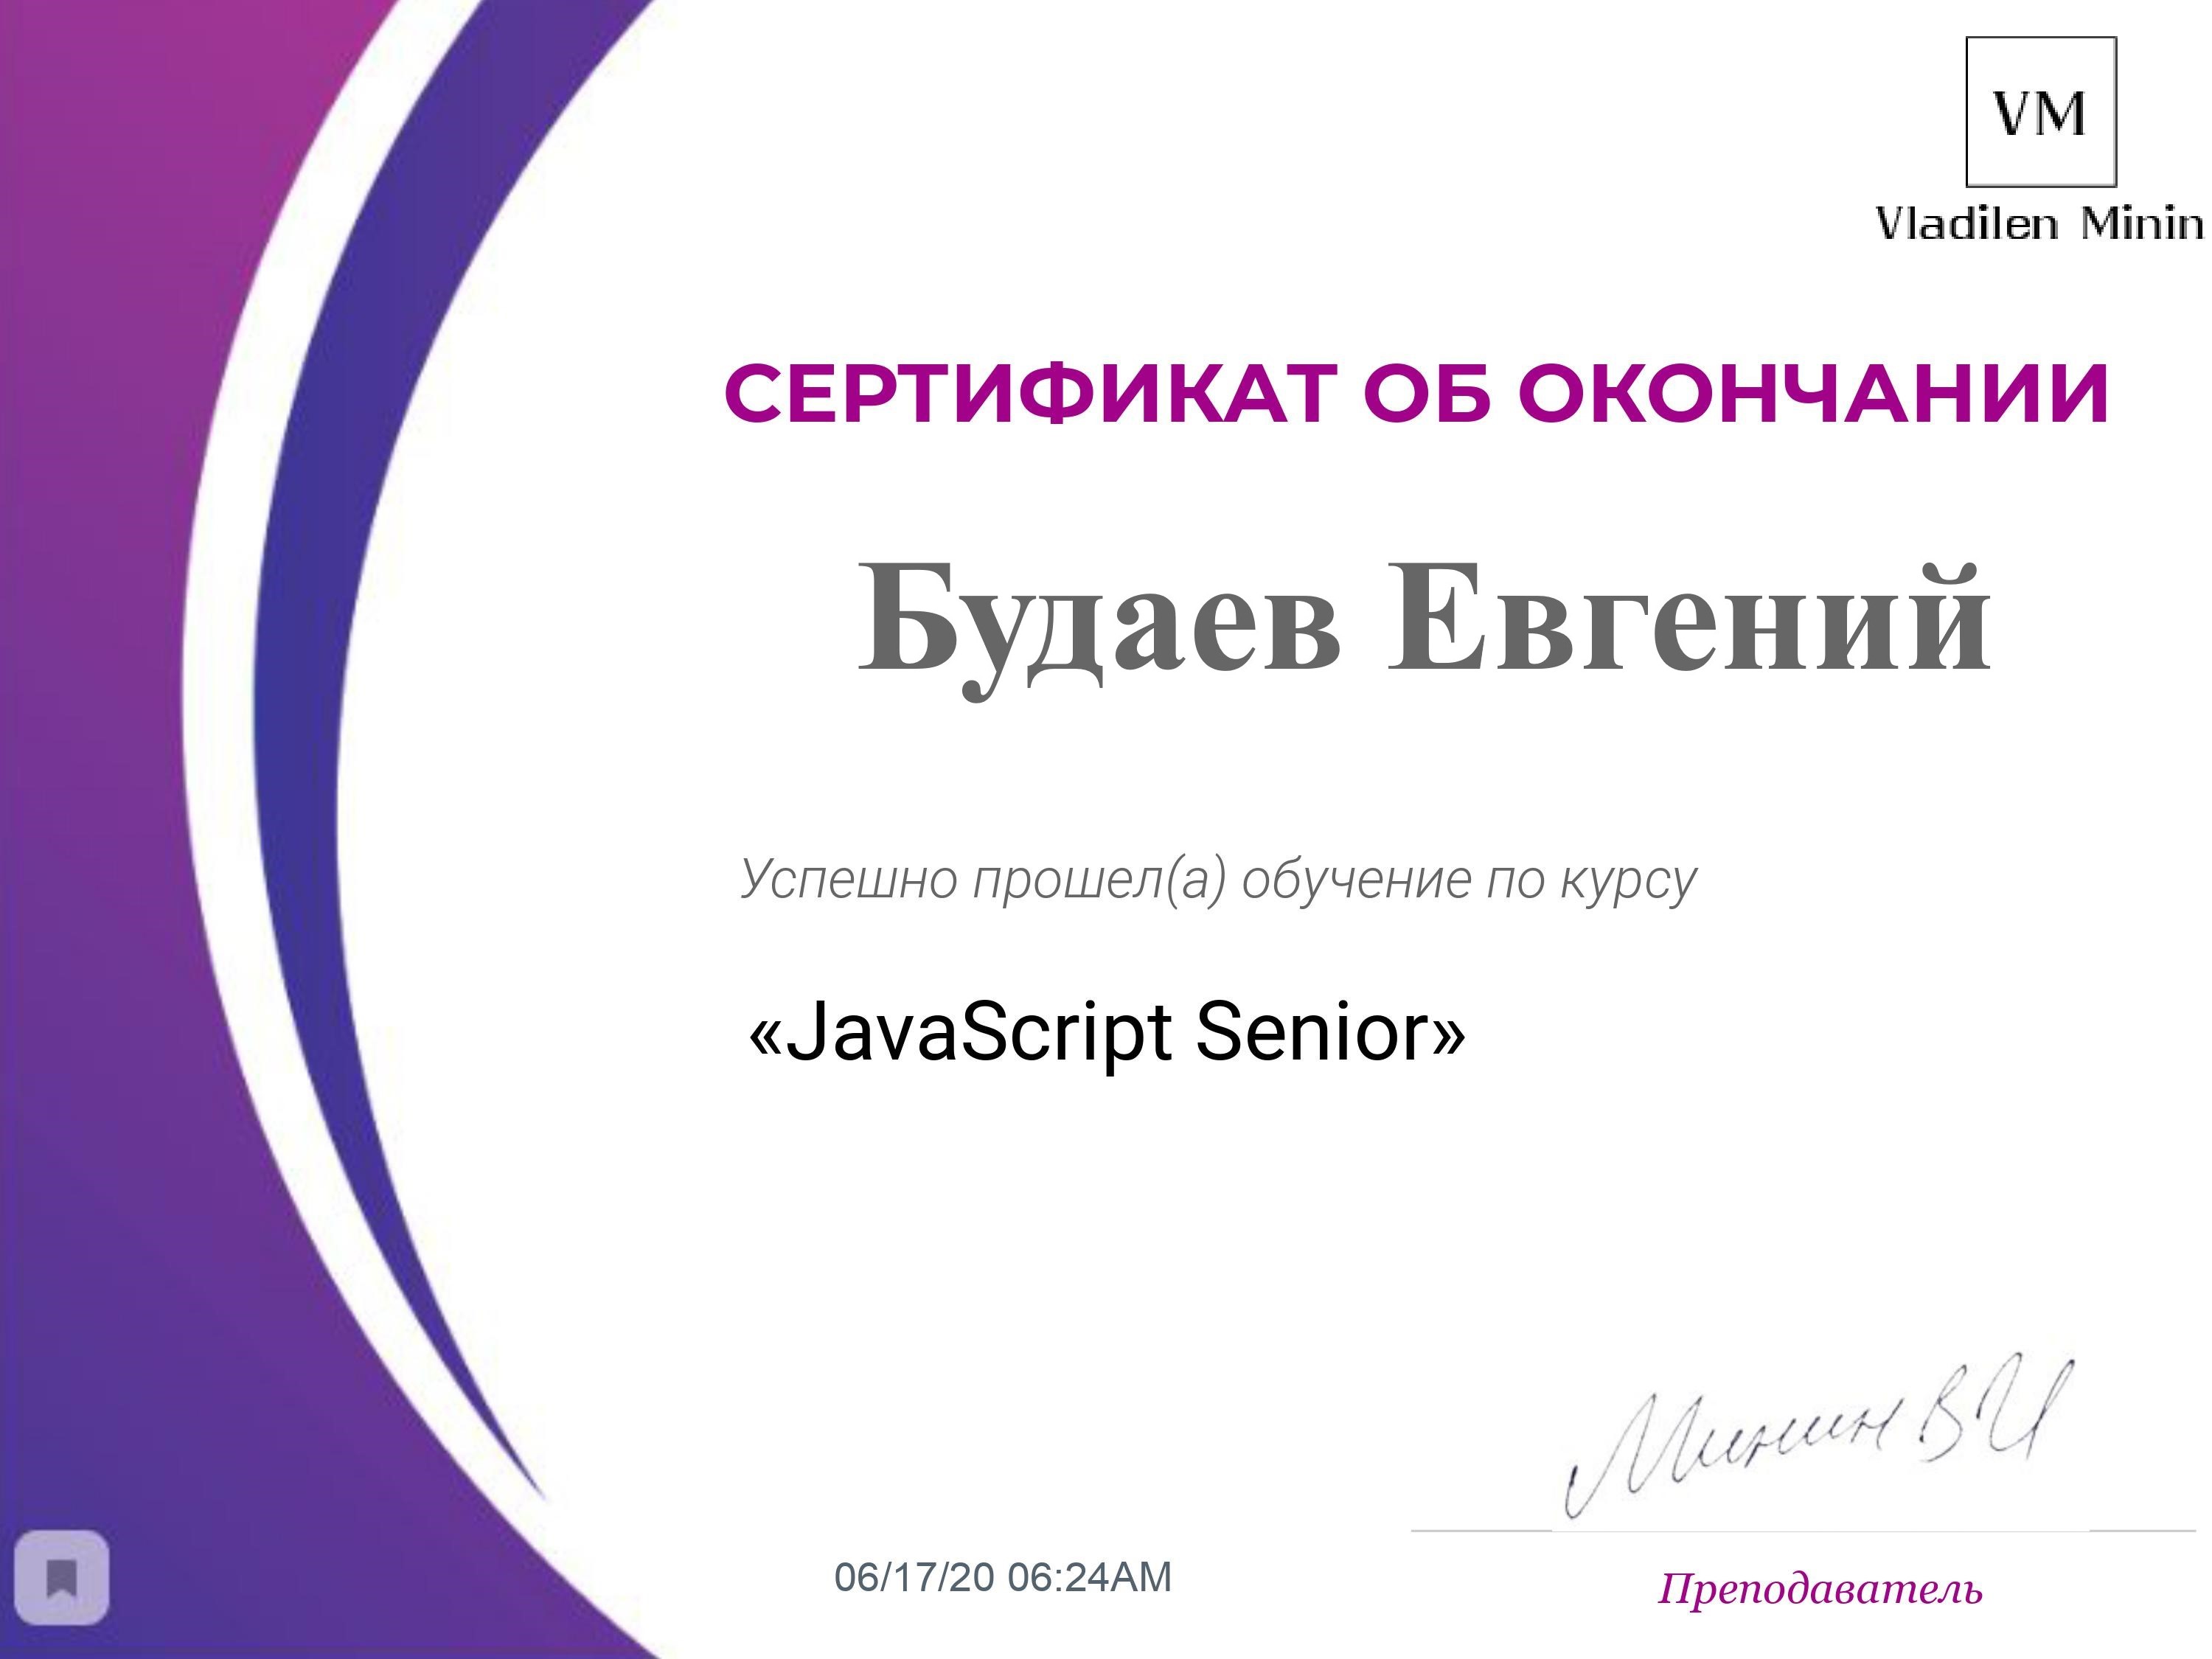 VM
Vladilen Minin
СЕРТИФИКАТ ОБ ОКОНЧАНИИ
Будаев Евгений
Успешно прошел(а) обучение по курсу
«JavaScript Senior»
Минин В И
06/17/20 06:24AM
Преподаватель